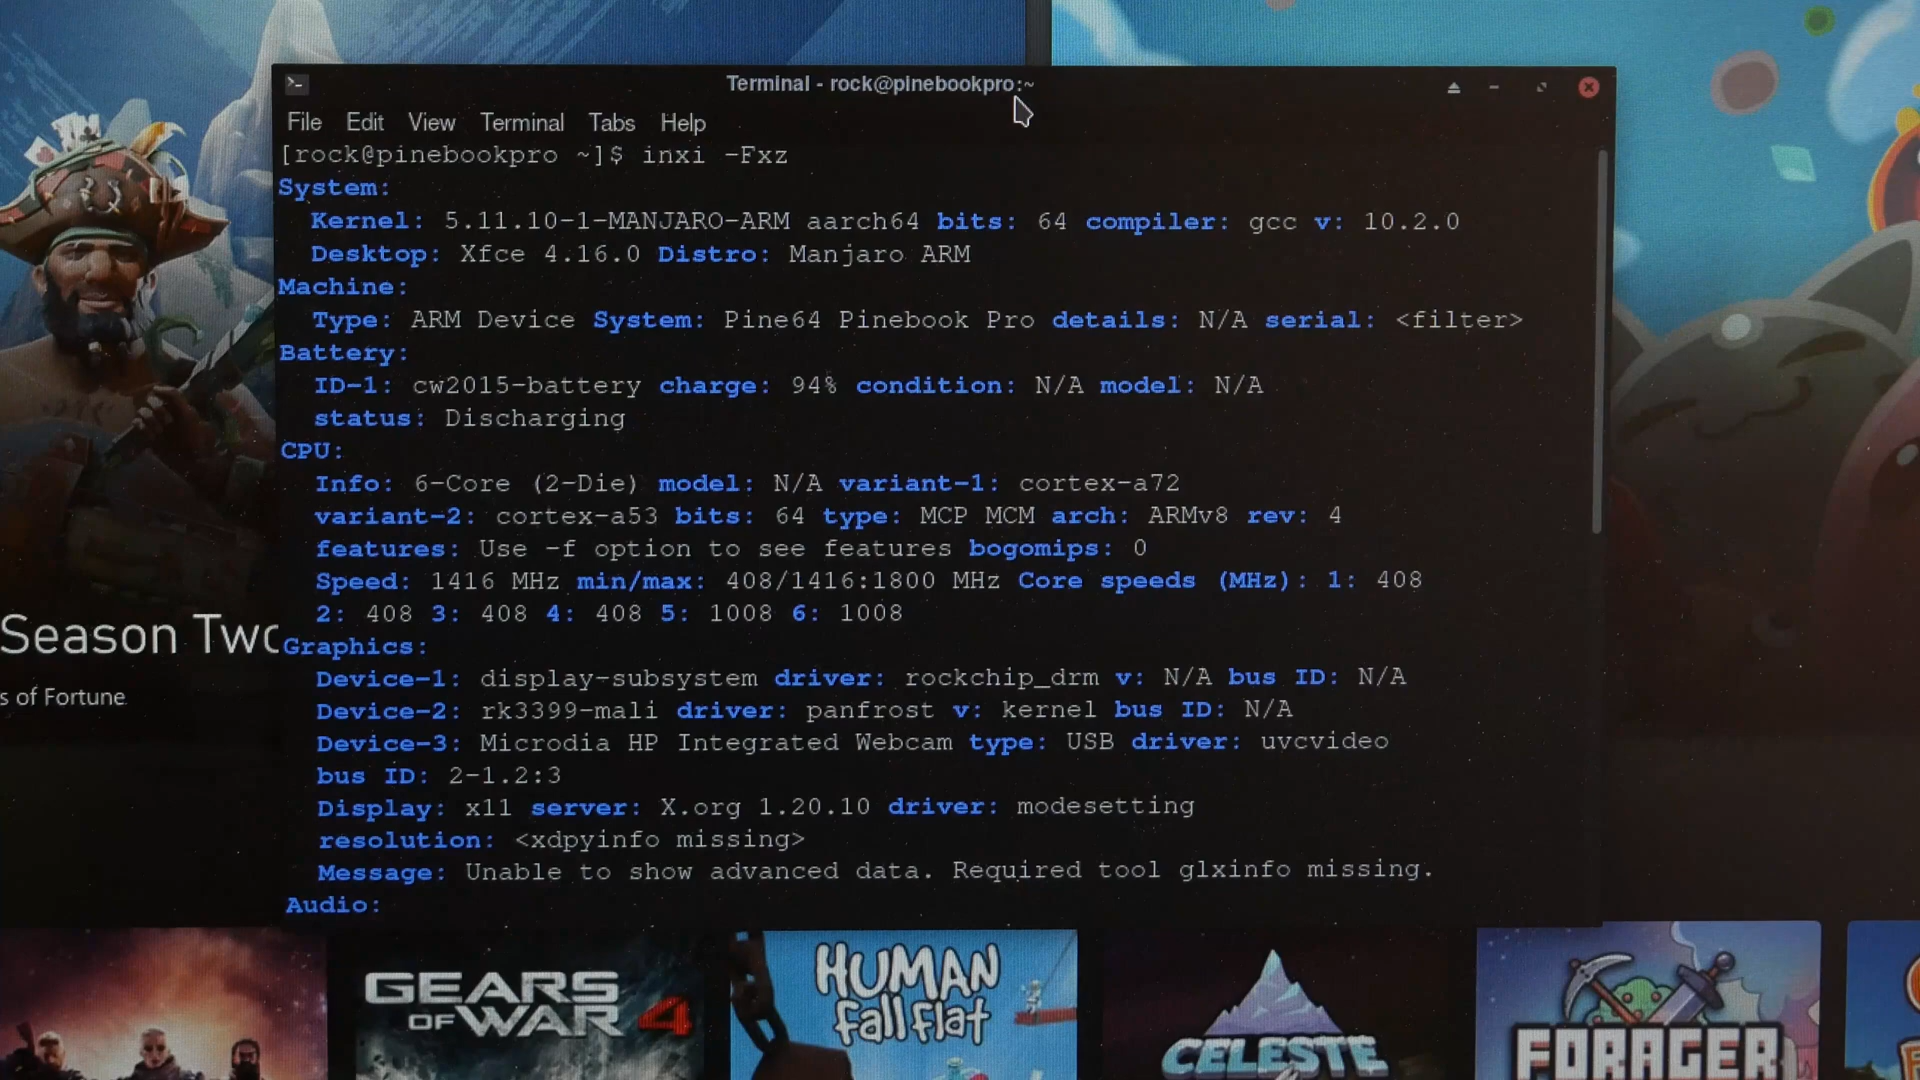 Terminal - rock@pinebookpro:~
File Edit View Terminal Tabs Help
[rock@pinebookpro ~]$ inxi -Fxz
System:
Kernel: 5.11.10-1-MANJARO-ARM aarch64 bits: 64 compiler: gcc v: 10.2.0
Desktop: Xfce 4.16.0 Distro: Manjaro ARM
Machine:
Type: ARM Device System: Pine64 Pinebook Pro details: N/A serial: <filter>
Battery:
ID-1: cw2015-battery charge: 94% condition: N/A model: N/A
status: Discharging
CPU:
Info: 6-Core (2-Die) model: N/A variant-1: cortex-a72
variant-2: cortex-a53 bits: 64 type: MCP MCM arch: ARMv8 rev: 4
features: Use -f option to see features bogomips: 0
Speed: 1416 MHz min/max: 408/1416:1800 MHz Core speeds (MHz): 1: 408
2: 408 3: 408 4: 408 5: 1008 6: 1008
Graphics:
Device-1: display-subsystem driver: rockchip_drm v: N/A bus ID: N/A
Device-2: rk3399-mali driver: panfrost v: kernel bus ID: N/A
Device-3: Microdia HP Integrated Webcam type: USB driver: uvcvideo
bus ID: 2-1.2:3
Display: x11 server: X.org 1.20.10 driver: modesetting
resolution: <xdpyinfo missing>
Message: Unable to show advanced data. Required tool glxinfo missing.
Audio:
Season Two
s of Fortune
GEARS
OF WAR 4
HUMAN
fall flat
CELESTE
FORAGER